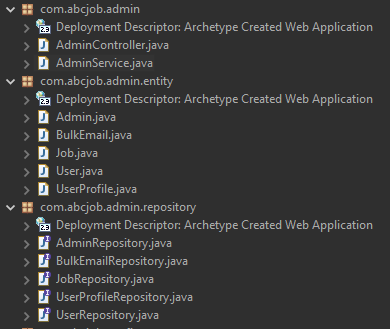 com.abcjob.admin
Deployment Descriptor: Archetype Created Web Application
AdminController.java
AdminService.java
com.abcjob.admin.entity
Deployment Descriptor: Archetype Created Web Application
Admin.java
BulkEmail.java
Job.java
User.java
UserProfile.java
com.abcjob.admin.repository
Deployment Descriptor: Archetype Created Web Application
AdminRepository.java
BulkEmailRepository.java
JobRepository.java
UserProfileRepository.java
UserRepository.java